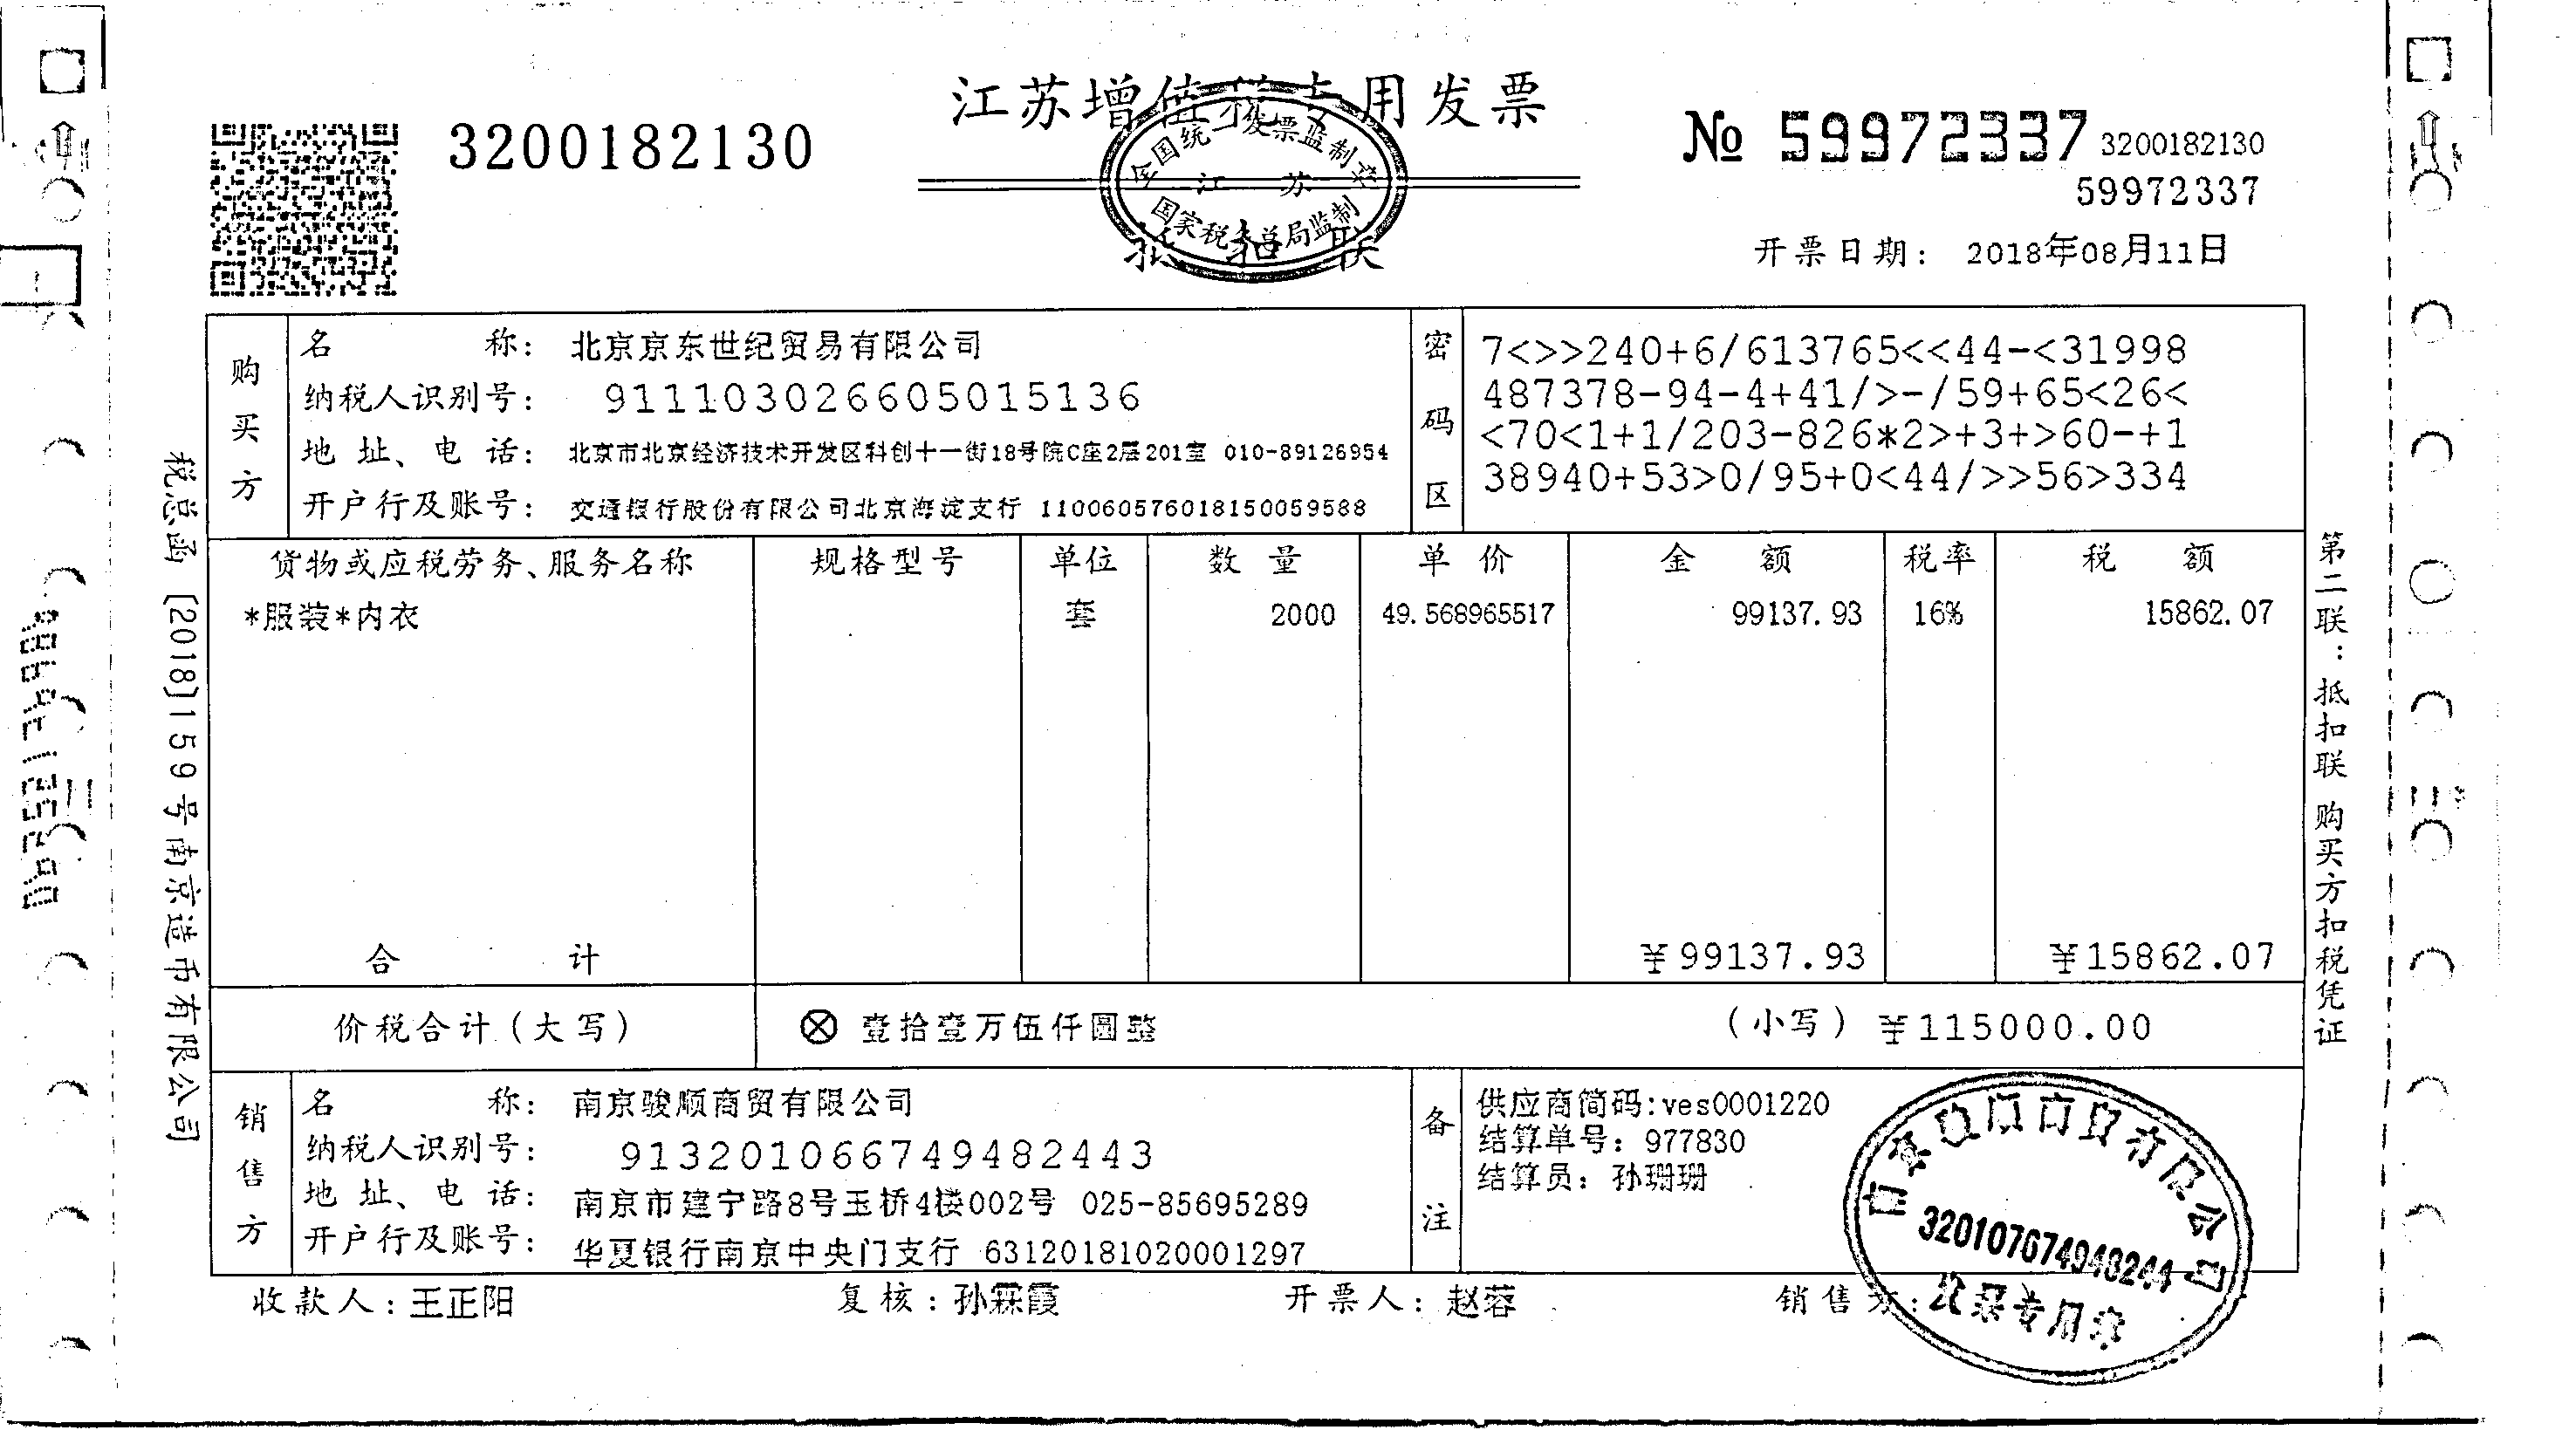 江苏增值税专用发票
3200182130
№ 59972337
3200182130
59972337
全国统一发票监制章
江 苏
国家税务总局监制
抵 扣 联
开票日期: 2018年08月11日
购买方
名 称: 北京京东世纪贸易有限公司
纳税人识别号: 911103026605015136
地 址、电 话: 北京市北京经济技术开发区科创十一街18号院C座2层201室 010-89126954
开户行及账号: 交通银行股份有限公司北京海淀支行 110060576018150059588
密码区
7<>>240+6/613765<<44-<31998
487378-94-4+41/>-/59+65<26<
<70<1+1/203-826*2>+3+>60-+1
38940+53>0/95+0<44/>>56>334
货物或应税劳务、服务名称 规格型号 单位 数 量 单 价 金 额 税率 税 额
*服装*内衣 套 2000 49.568965517 99137.93 16% 15862.07
合 计 ¥99137.93 ¥15862.07
价税合计(大写) ⊗ 壹拾壹万伍仟圆整 (小写) ¥115000.00
销售方
名 称: 南京骏顺商贸有限公司
纳税人识别号: 913201066749482443
地 址、电 话: 南京市建宁路8号玉桥4楼002号 025-85695289
开户行及账号: 华夏银行南京中央门支行 6312018102000­1297
备注
供应商简码:ves0001220
结算单号: 977830
结算员: 孙珊珊
收款人:王正阳 复核:孙霖霞 开票人:赵蓉 销售方:
南京骏顺商贸有限公司
320107674948244
发票专用章
税总函 [2018]159号南京造币有限公司
第二联:抵扣联 购买方扣税凭证